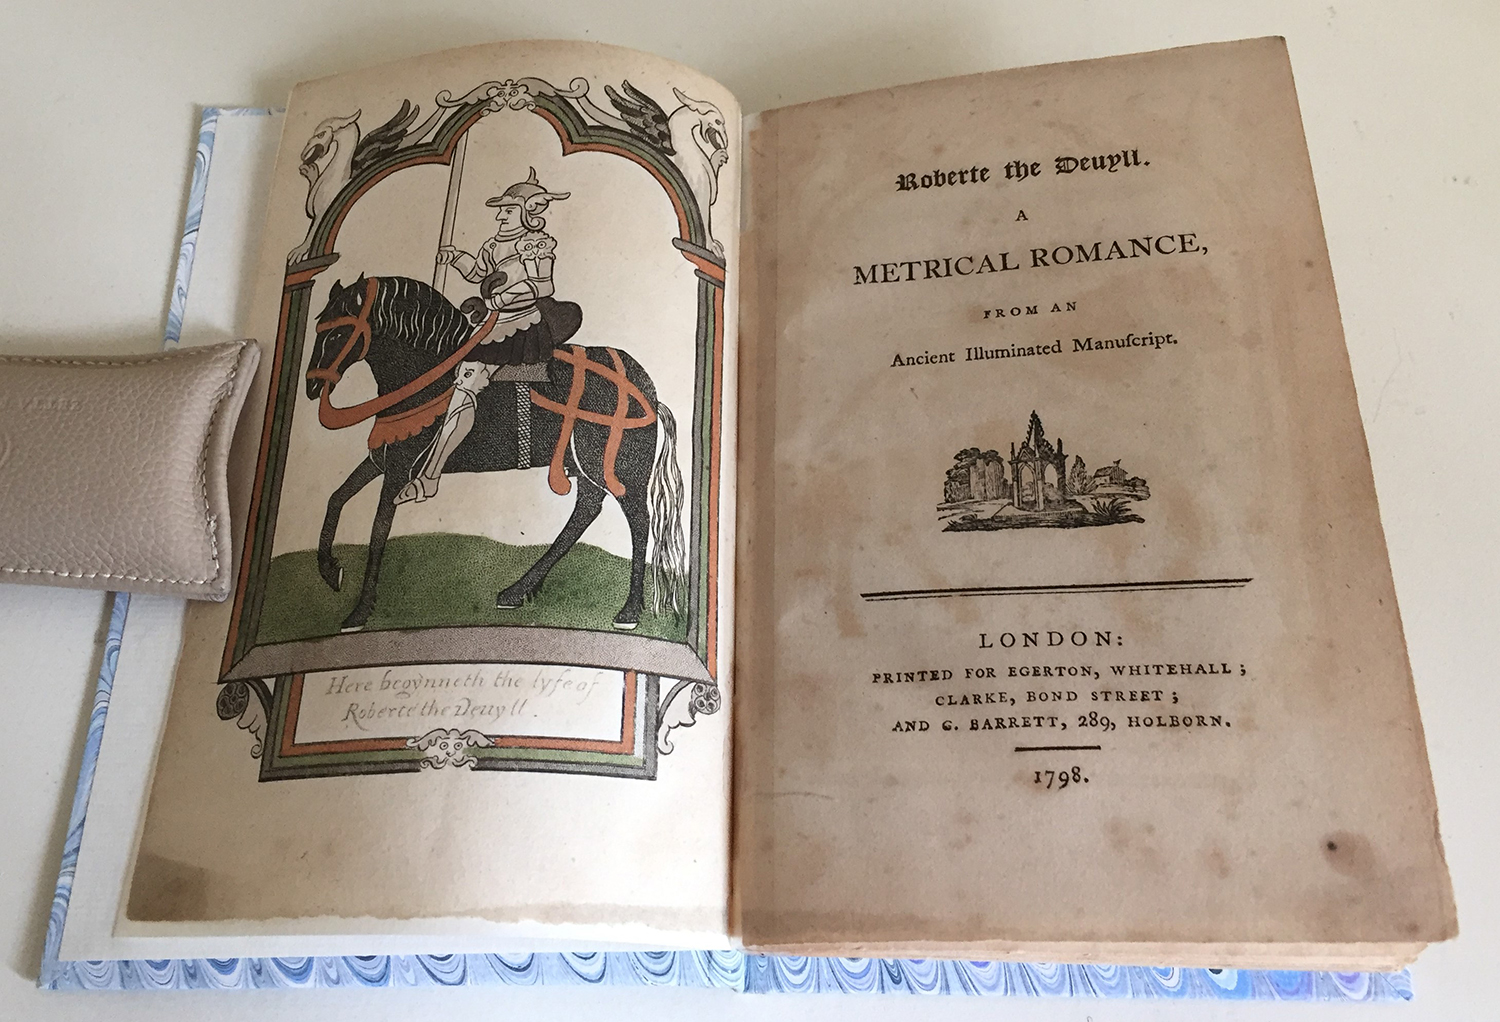 Here begynneth the lyfe of
Roberte the Deuyll.
Roberte the Deuyll.
A
METRICAL ROMANCE,
FROM AN
Ancient Illuminated Manuſcript.
LONDON:
PRINTED FOR EGERTON, WHITEHALL;
CLARKE, BOND STREET;
AND G. BARRETT, 289, HOLBORN.
1798.